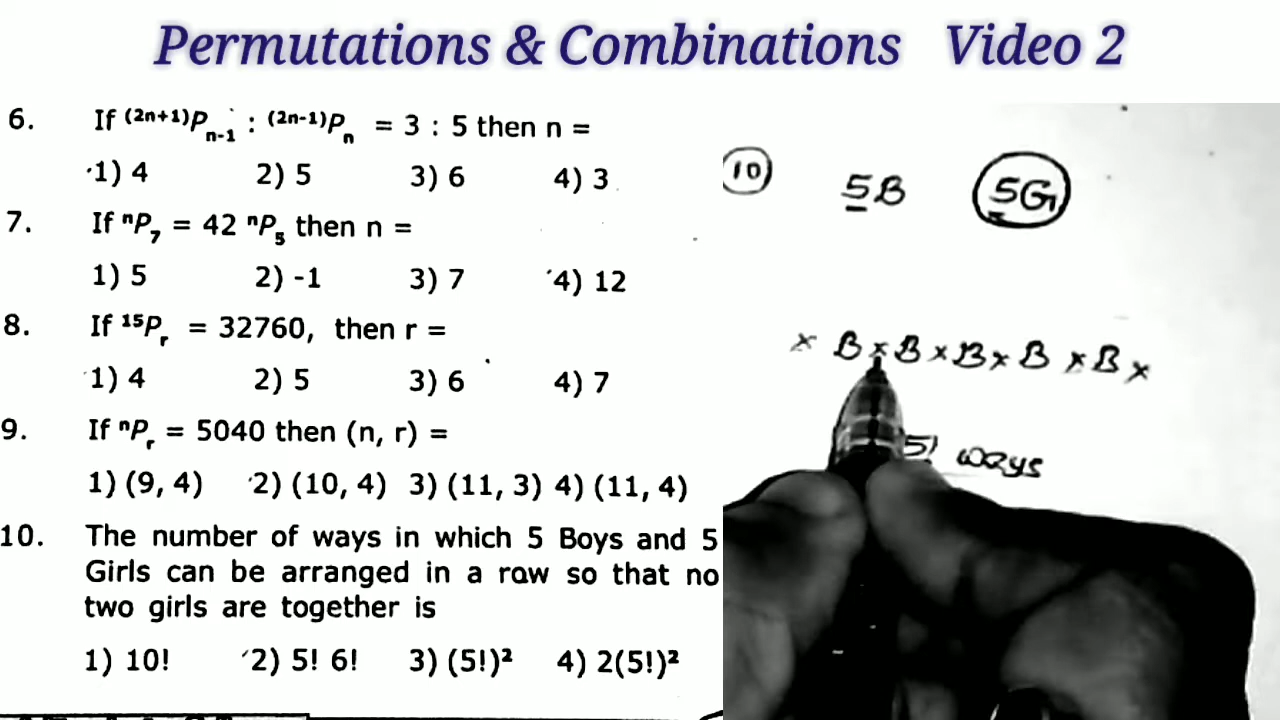 Permutations & Combinations Video 2
6. If ⁽²ⁿ⁺¹⁾Pₙ₋₁ : ⁽²ⁿ⁻¹⁾Pₙ = 3 : 5 then n =
1) 4 2) 5 3) 6 4) 3
7. If ⁿP₇ = 42 ⁿP₅ then n =
1) 5 2) -1 3) 7 4) 12
8. If ¹⁵Pᵣ = 32760, then r =
1) 4 2) 5 3) 6 4) 7
9. If ⁿPᵣ = 5040 then (n, r) =
1) (9, 4) 2) (10, 4) 3) (11, 3) 4) (11, 4)
10. The number of ways in which 5 Boys and 5
Girls can be arranged in a row so that no
two girls are together is
1) 10! 2) 5! 6! 3) (5!)² 4) 2(5!)²
10 5B 5G
× B × B × B × B × B ×
5! ways